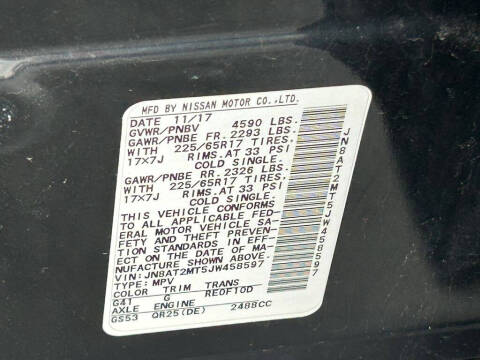 MFD BY NISSAN MOTOR CO.,LTD.
DATE 11/17
GVWR/PNBV 4590 LBS.
GAWR/PNBE FR. 2293 LBS.
WITH 225/65R17 TIRES.
17×7J RIMS. AT 33 PSI
COLD SINGLE.
GAWR/PNBE RR. 2326 LBS.
WITH 225/65R17 TIRES.
17×7J RIMS. AT 33 PSI
COLD SINGLE.
THIS VEHICLE CONFORMS
TO ALL APPLICABLE FED-
ERAL MOTOR VEHICLE SA-
FETY AND THEFT PREVEN-
TION STANDARDS IN EFF-
ECT ON THE DATE OF MA-
NUFACTURE SHOWN ABOVE.
VIN:JN8AT2MT5JW458597
TYPE:MPV
COLOR TRIM TRANS
G41 G RE0F10D
AXLE ENGINE
GS53 QR25(DE) 2488CC
JN8AT2MT5JW458597